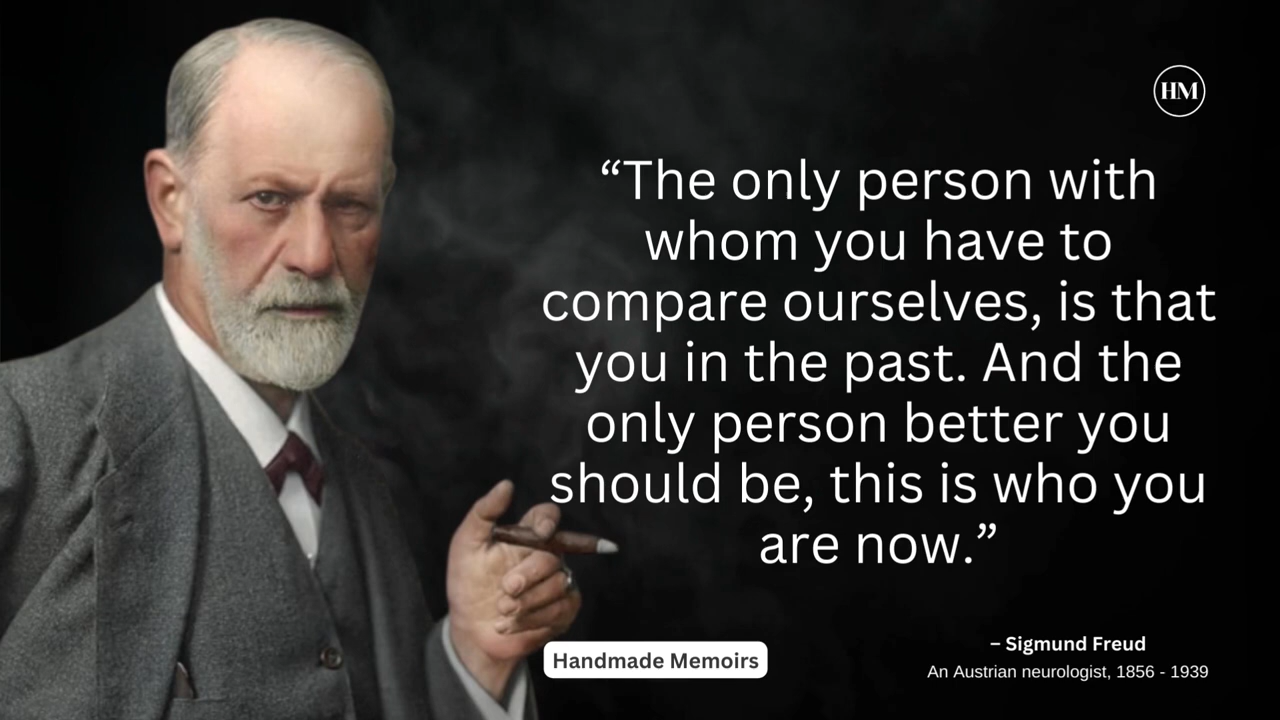 HM
“The only person with
whom you have to
compare ourselves, is that
you in the past. And the
only person better you
should be, this is who you
are now.”
– Sigmund Freud
An Austrian neurologist, 1856 - 1939
Handmade Memoirs